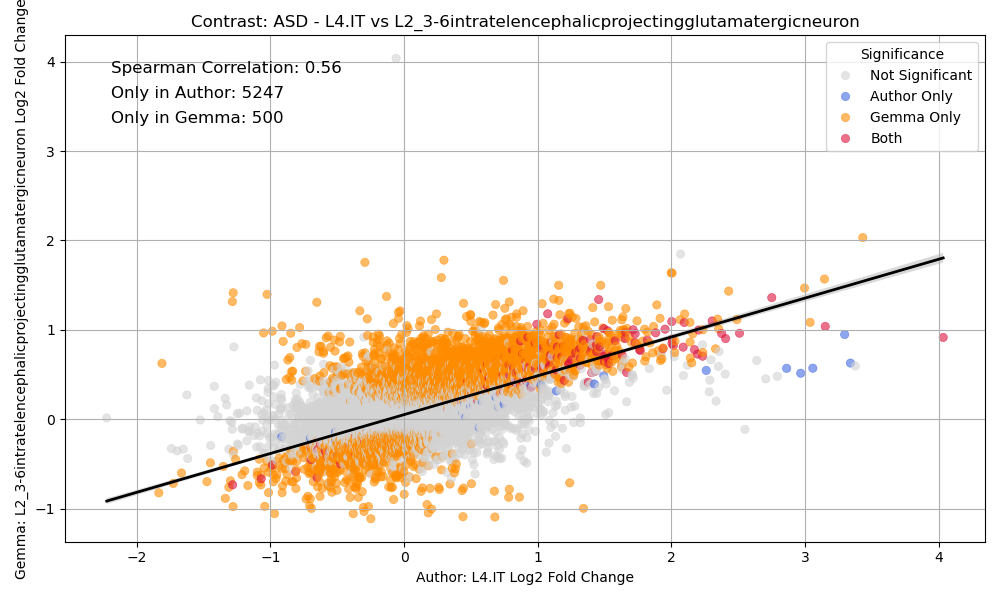 Contrast: ASD - L4.IT vs L2_3-6intratelencephalicprojectingglutamatergicneuron
Gemma: L2_3-6intratelencephalicprojectingglutamatergicneuron Log2 Fold Change
4
3
2
1
0
−1
Spearman Correlation: 0.56
Only in Author: 5247
Only in Gemma: 500
Significance
Not Significant
Author Only
Gemma Only
Both
−2
−1
0
1
2
3
4
Author: L4.IT Log2 Fold Change